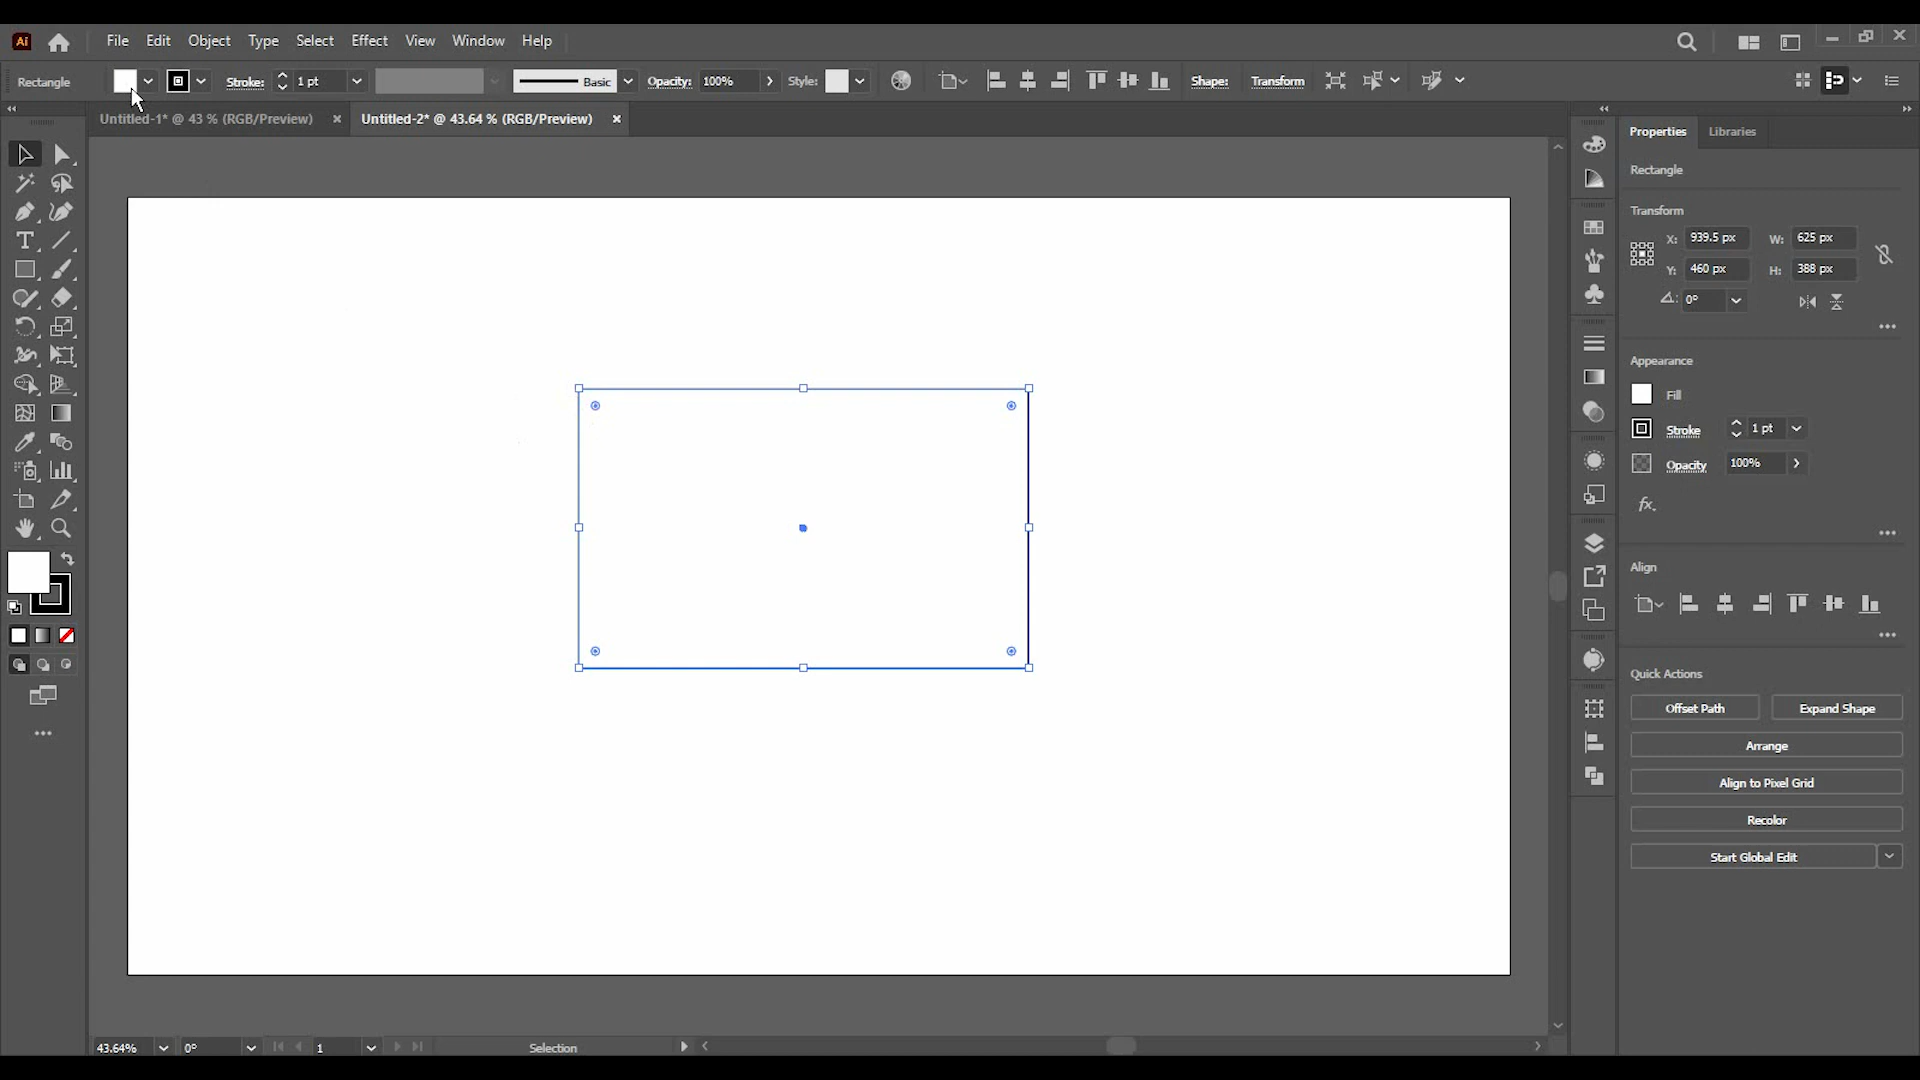 Ai File Edit Object Type Select Effect View Window Help
Rectangle Stroke: 1 pt Basic Opacity: 100% Style: Shape: Transform
Untitled-1* @ 43 % (RGB/Preview) × Untitled-2* @ 43.64 % (RGB/Preview) ×
Properties Libraries
Rectangle
Transform
X: 939.5 px W: 625 px
Y: 460 px H: 388 px
0°
Appearance
Fill
Stroke 1 pt
Opacity 100%
fx.
Align
Quick Actions
Offset Path Expand Shape
Arrange
Align to Pixel Grid
Recolor
Start Global Edit
43.64% 0° 1 Selection